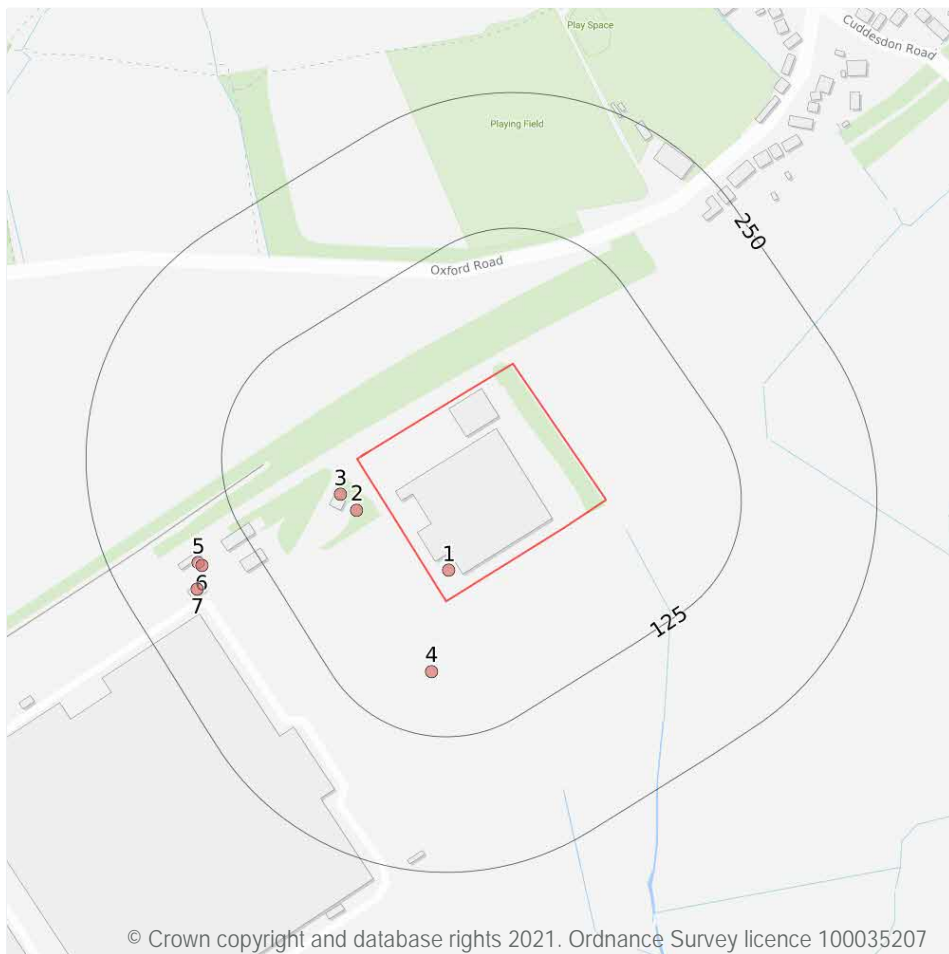 Play Space
Cuddesdon Road
Playing Field
250
Oxford Road
3
2
1
5
6
7
125
4
© Crown copyright and database rights 2021. Ordnance Survey licence 100035207